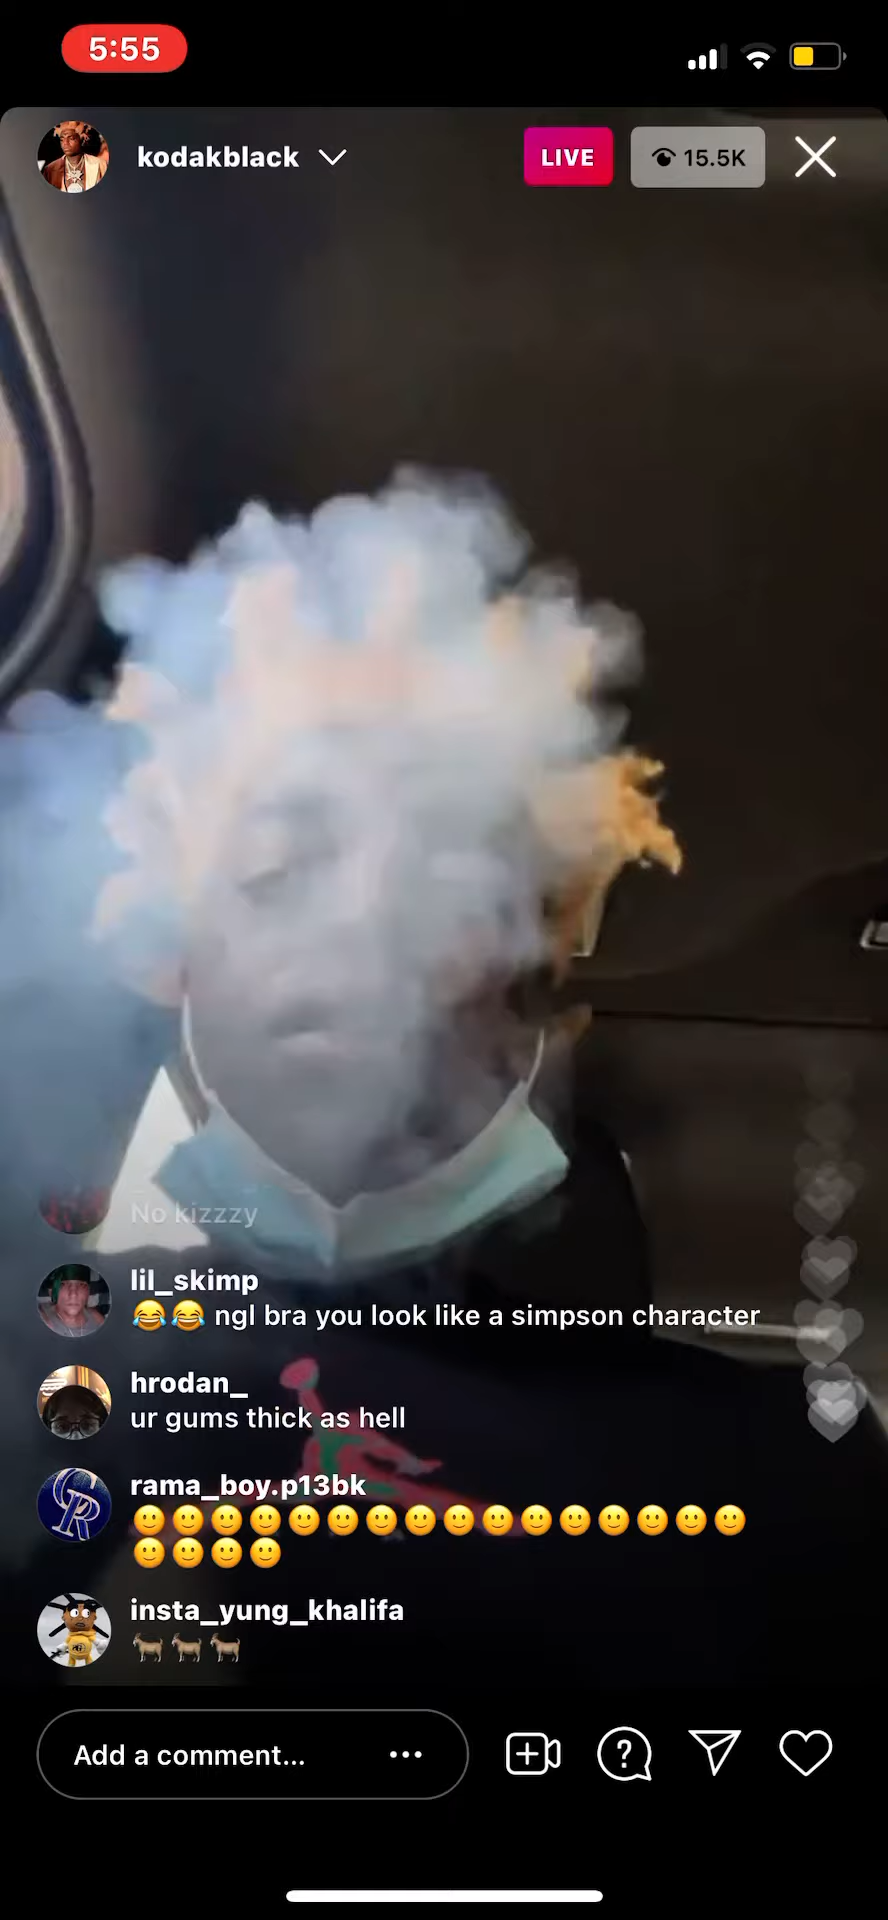 5:55
kodakblack
LIVE
15.5K
No kizzzy
lil_skimp
😂😂 ngl bra you look like a simpson character
hrodan_
ur gums thick as hell
rama_boy.p13bk
🙂🙂🙂🙂🙂🙂🙂🙂🙂🙂🙂🙂🙂🙂🙂🙂
🙂🙂🙂🙂
insta_yung_khalifa
🐐🐐🐐
Add a comment...